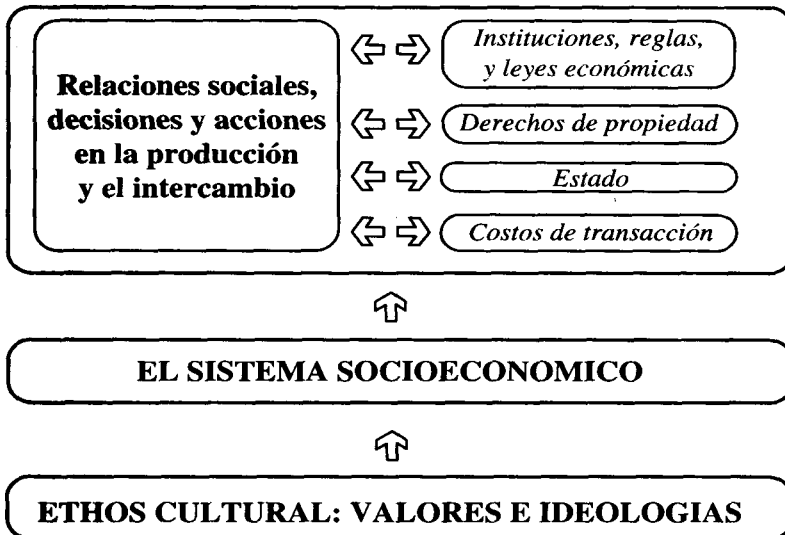 Relaciones sociales,
decisiones y acciones
en la producción
y el intercambio
Instituciones, reglas,
y leyes económicas
Derechos de propiedad
Estado
Costos de transacción
EL SISTEMA SOCIOECONOMICO
ETHOS CULTURAL: VALORES E IDEOLOGIAS